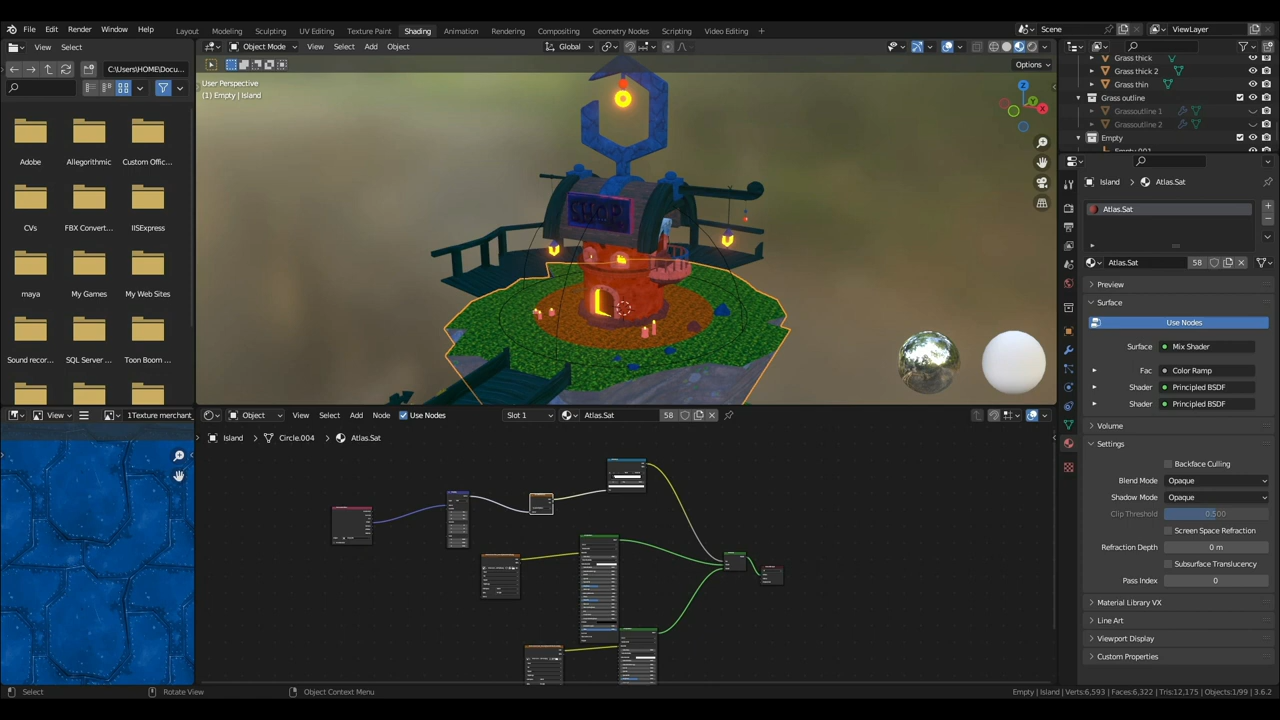 File Edit Render Window Help Layout Modeling Sculpting UV Editing Texture Paint Shading Animation Rendering Compositing Geometry Nodes Scripting Video Editing + Scene ViewLayer
View Select Object Mode View Select Add Object Global
C:\Users\HOME\Docu... Options
Adobe Allegorithmic Custom Offic...
CVs FBX Convert... IISExpress
maya My Games My Web Sites
Sound recor... SQL Server ... Toon Boom ...
User Perspective
(1) Empty | Island
SHOP
X
Y
Z
Grass thick
Grass thick 2
Grass thin
Grass outline
Grassoutline 1
Grassoutline 2
Empty
Island Atlas.Sat
Atlas.Sat
Atlas.Sat 58
Preview
Surface
Use Nodes
Surface: Mix Shader
Fac Color Ramp
Shader Principled BSDF
Shader Principled BSDF
Volume
Settings
Backface Culling
Blend Mode Opaque
Shadow Mode Opaque
Clip Threshold 0.500
Screen Space Refraction
Refraction Depth 0 m
Subsurface Translucency
Pass Index 0
Material Library VX
Line Art
Viewport Display
Custom Properties
View 1Texture merchant_
Object View Select Add Node Use Nodes Slot 1 Atlas.Sat 58
Island Circle.004 Atlas.Sat
Select Rotate View Object Context Menu
Empty | Island | Verts:6,593 | Faces:6,322 | Tris:12,175 | Objects:1/99 | 3.6.2